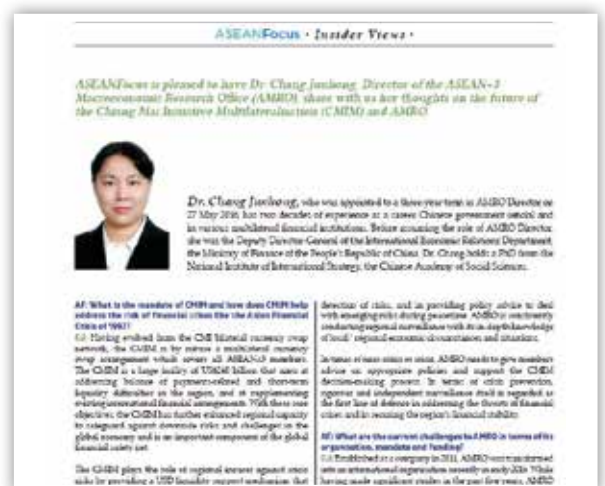 ASEANFocus • Insider Views •
ASEANFocus is pleased to have Dr. Chang Junhong, Director of the ASEAN+3
Macroeconomic Research Office (AMRO), share with us her thoughts on the future of
the Chiang Mai Initiative Multilateralisation (CMIM) and AMRO.
Dr. Chang Junhong, who was appointed to a three-year term as AMRO Director on
27 May 2016, has two decades of experience as a career Chinese government official and
in various multilateral financial institutions. Before assuming the role of AMRO Director,
she was the Deputy Director-General of the International Economic Relations Department,
the Ministry of Finance of the People's Republic of China. Dr. Chang holds a PhD from the
National Institute of International Strategy, the Chinese Academy of Social Sciences.
AF: What is the mandate of CMIM and how does CMIM help
address the risk of financial crises like the Asian Financial
Crisis of 1997?
Having evolved from the CMI bilateral currency swap
network, the CMIM is by nature a multilateral currency
swap arrangement which covers all ASEAN+3 members.
The CMIM is a large facility of US$240 billion that aims at
addressing balance of payment-related and short-term
liquidity difficulties in the region, and at supplementing
existing international financial arrangements. With these core
objectives, the CMIM has further enhanced regional capacity
to safeguard against downside risks and challenges in the
global economy and is an important component of the global
financial safety net.
The CMIM plays the role of regional insurer against crisis
risks by providing a USD liquidity support mechanism that
detection of risks, and in providing policy advice to deal
with emerging risks during peacetime. AMRO is concurrently
conducting regional surveillance with its in-depth knowledge
of local/regional economic circumstances and situations.
In terms of near-crisis or crisis, AMRO needs to give members
advice on appropriate policies and support the CMIM
decision-making process. In terms of crisis prevention,
rigorous and independent surveillance itself is regarded as
the first line of defence in addressing the threats of financial
crises and in securing the region's financial stability.
AF: What are the current challenges to AMRO in terms of its
organisation, mandate and funding?
Established as a company in 2011, AMRO was transformed
into an international organisation recently in early 2016. While
having made significant strides in the past five years, AMRO